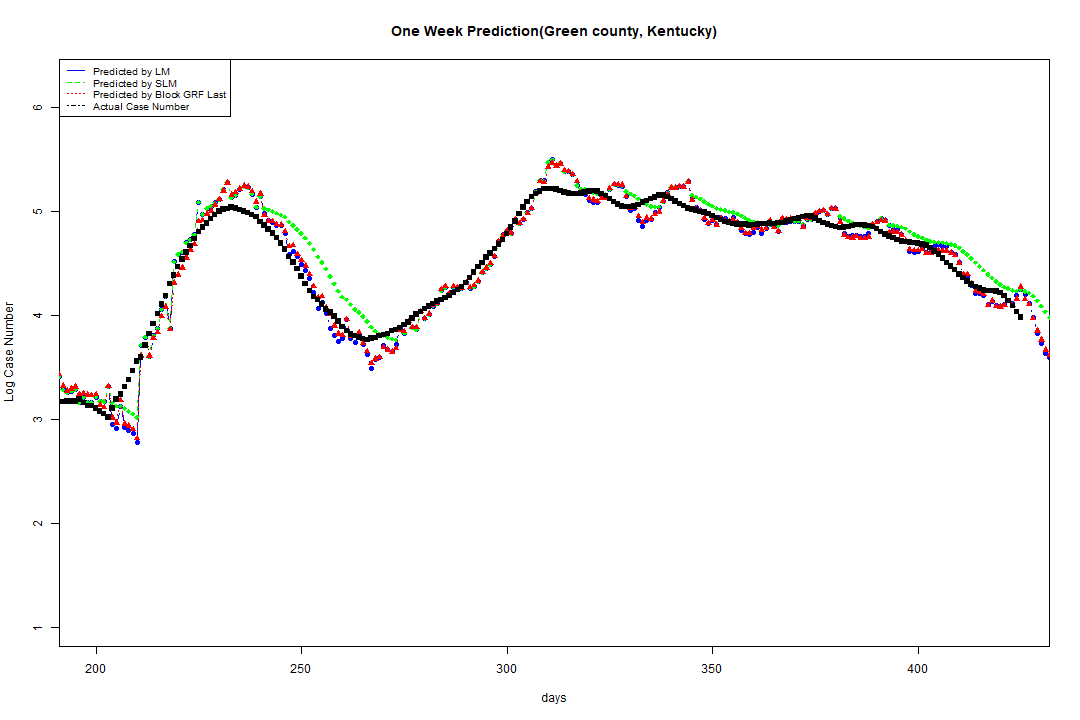 One Week Prediction(Green county, Kentucky)
Predicted by LM
Predicted by SLM
Predicted by Block GRF Last
Actual Case Number
6
5
4
3
2
1
Log Case Number
200
250
300
350
400
days